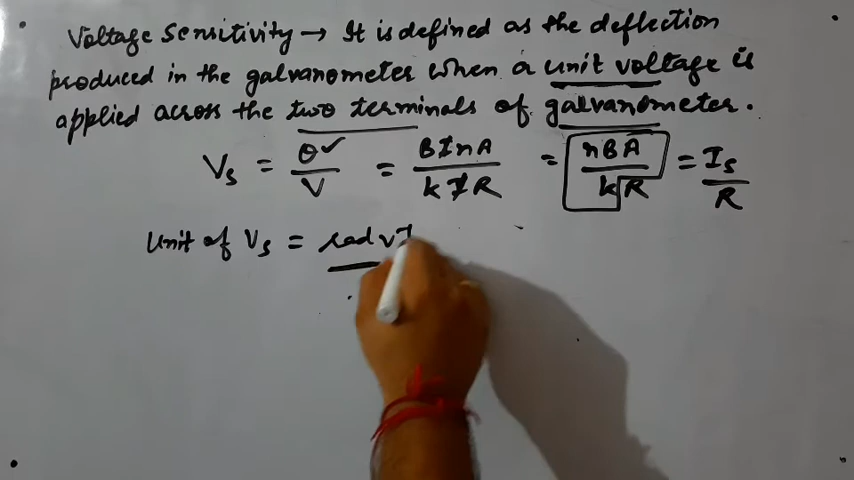 Voltage Sensitivity → It is defined as the deflection
produced in the galvanometer when a unit voltage is
applied across the two terminals of galvanometer.
Vs = θ/V = BInA/kIR = nBA/kR = Is/R
Unit of Vs = rad V